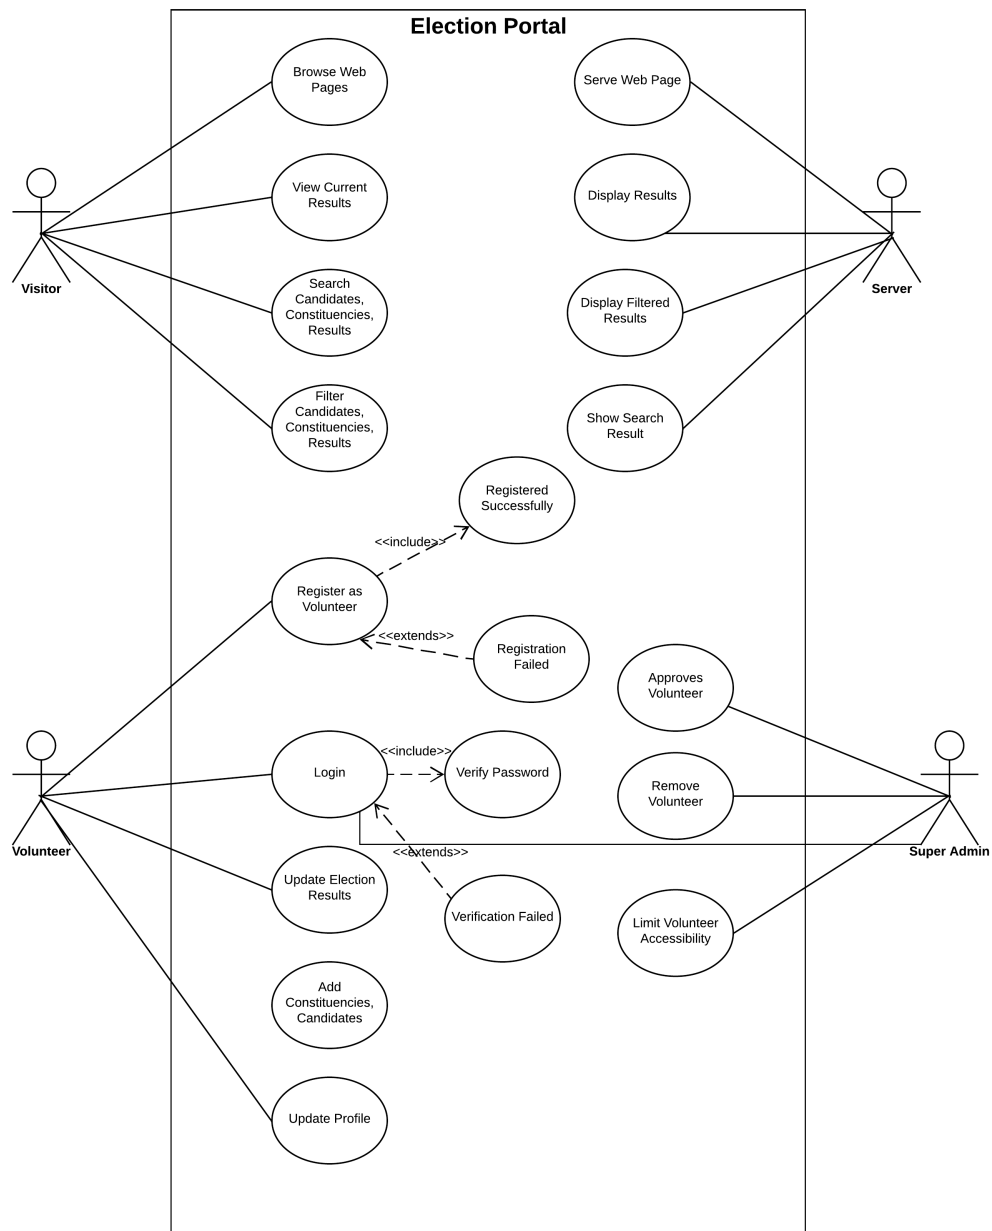 Election Portal
Browse Web
Pages
Serve Web Page
View Current
Results
Display Results
Visitor
Server
Search
Candidates,
Constituencies,
Results
Display Filtered
Results
Filter
Candidates,
Constituencies,
Results
Show Search
Result
Registered
Successfully
<<include>>
Register as
Volunteer
<<extends>>
Registration
Failed
Approves
Volunteer
<<include>>
Login
Verify Password
Remove
Volunteer
Volunteer
Super Admin
<<extends>>
Update Election
Results
Verification Failed
Limit Volunteer
Accessibility
Add
Constituencies,
Candidates
Update Profile